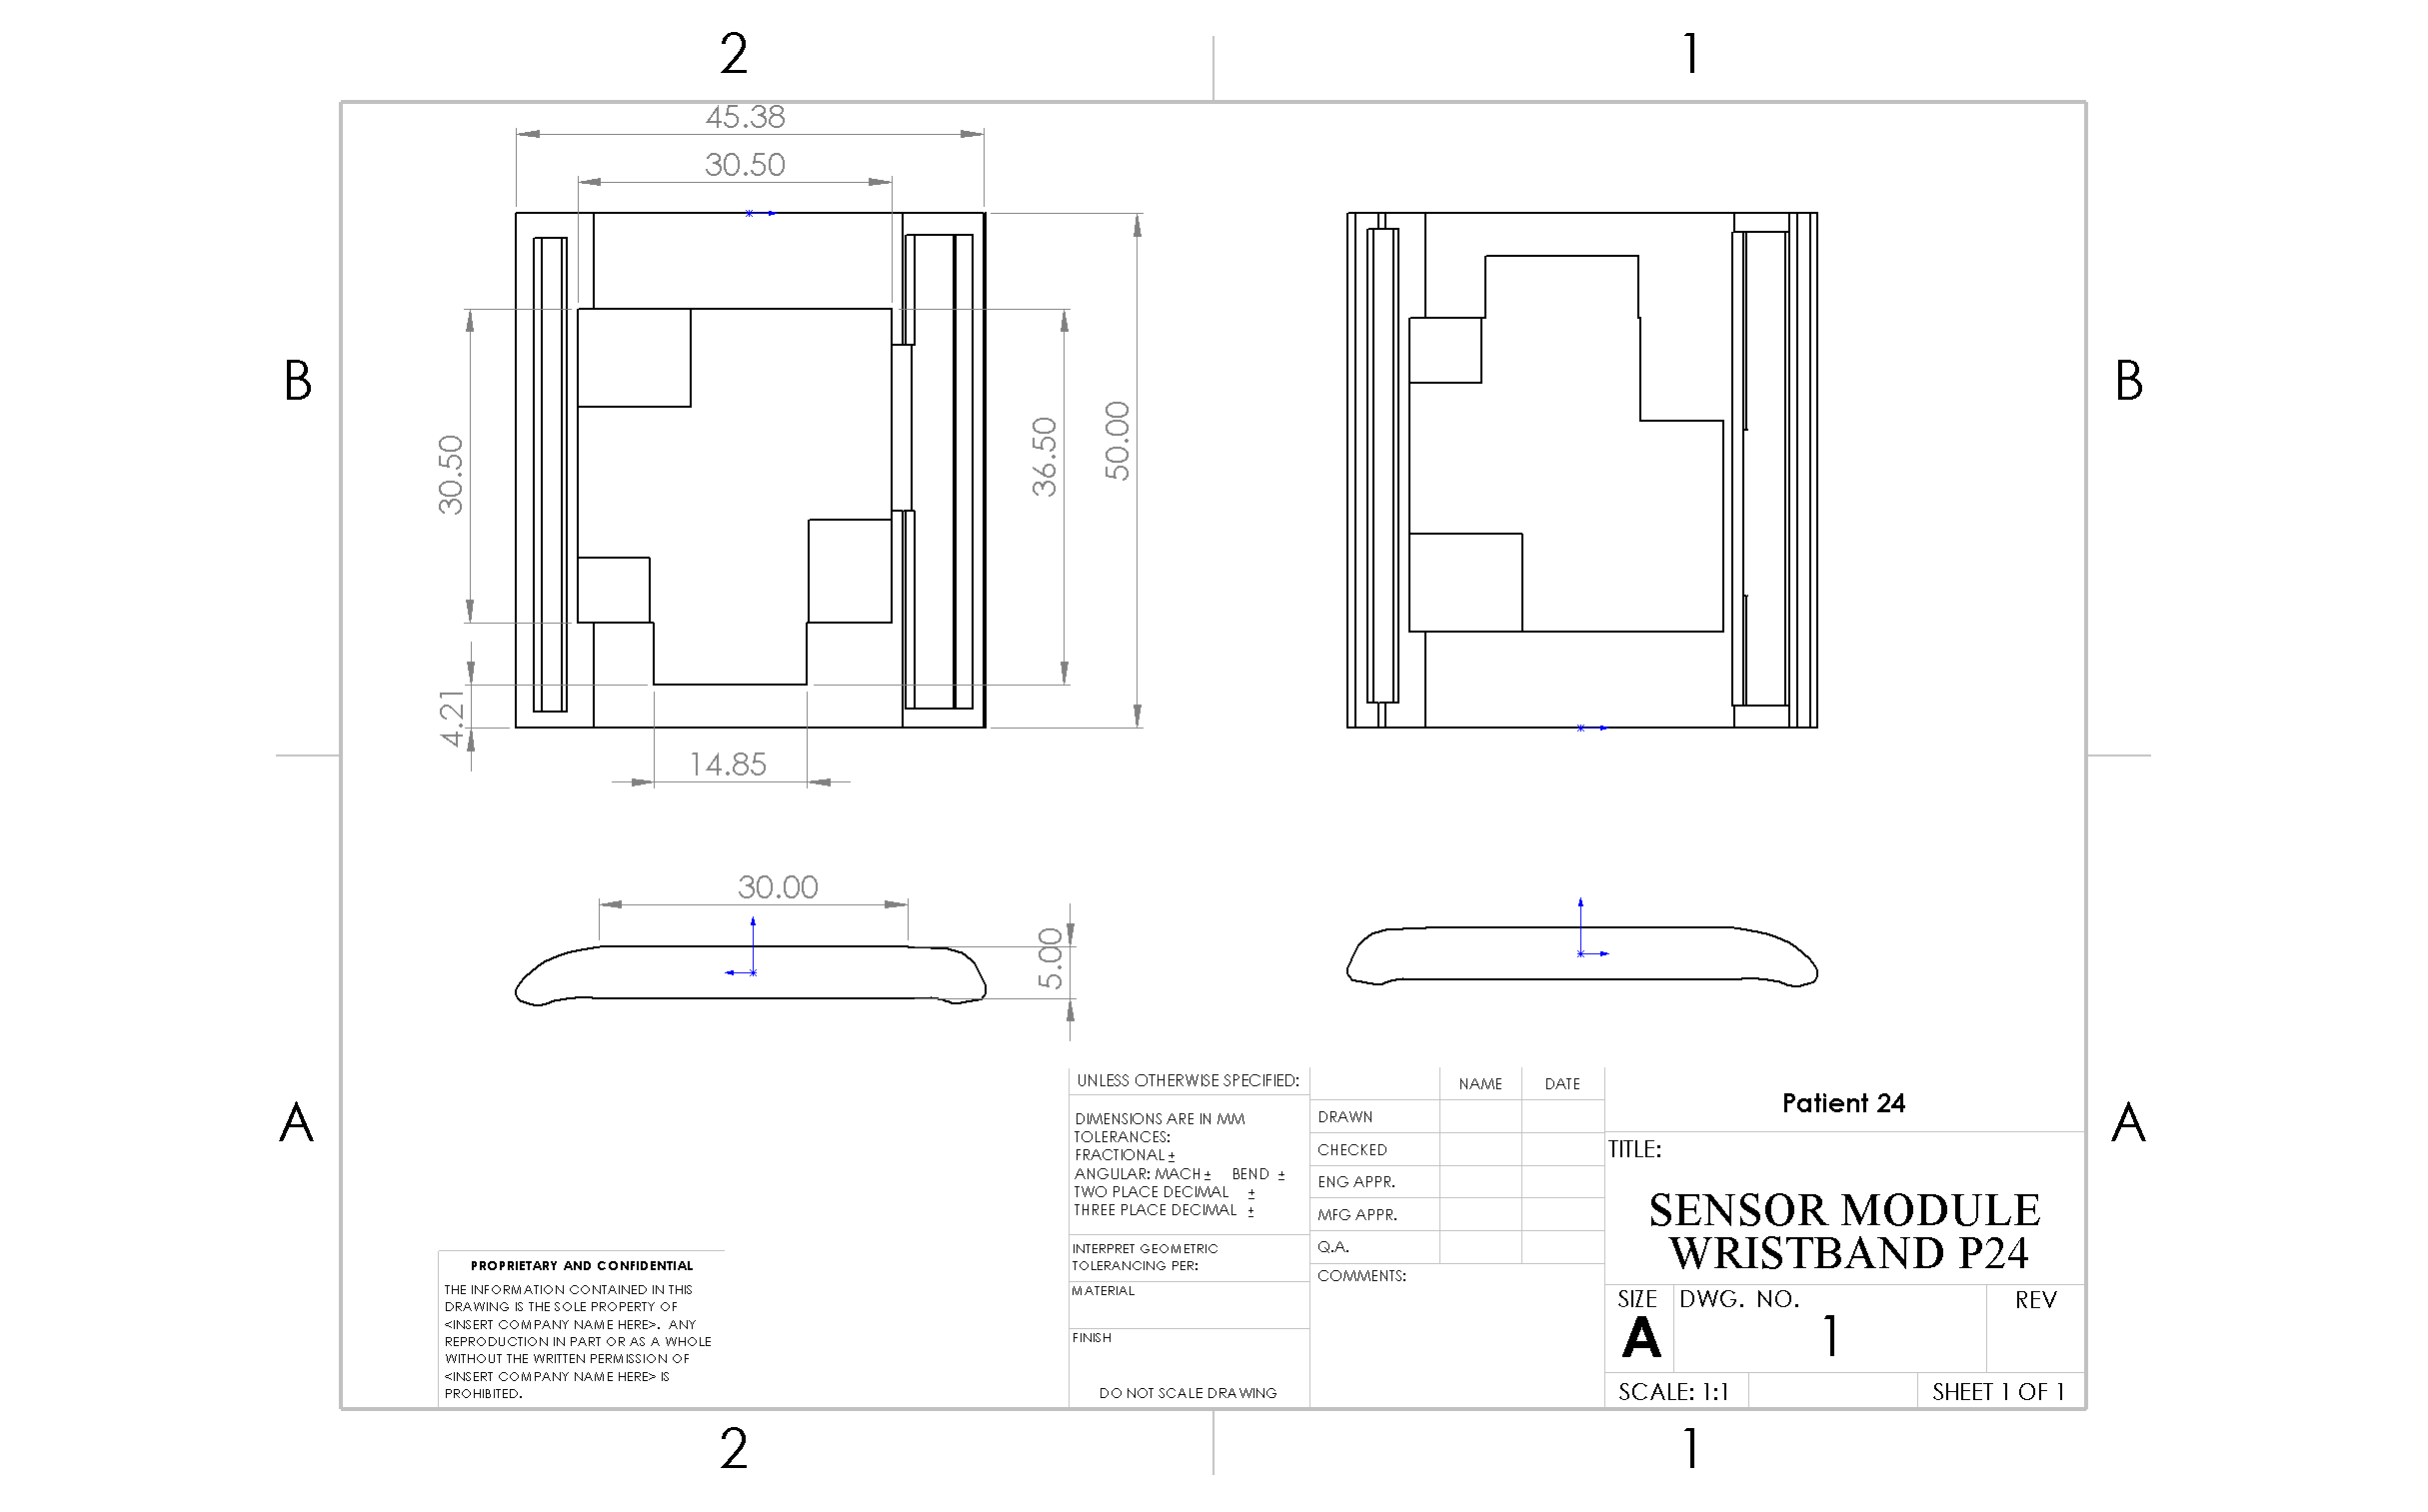 2
1
45.38
30.50
B
B
30.50
36.50
50.00
4.21
14.85
30.00
5.00
A
A
UNLESS OTHERWISE SPECIFIED:
DIMENSIONS ARE IN MM
TOLERANCES:
FRACTIONAL ±
ANGULAR: MACH ± BEND ±
TWO PLACE DECIMAL ±
THREE PLACE DECIMAL ±
INTERPRET GEOMETRIC
TOLERANCING PER:
MATERIAL
FINISH
DO NOT SCALE DRAWING
NAME DATE
DRAWN
CHECKED
ENG APPR.
MFG APPR.
Q.A.
COMMENTS:
Patient 24
TITLE:
SENSOR MODULE
WRISTBAND P24
SIZE DWG. NO. REV
A 1
SCALE: 1:1 SHEET 1 OF 1
PROPRIETARY AND CONFIDENTIAL
THE INFORMATION CONTAINED IN THIS
DRAWING IS THE SOLE PROPERTY OF
<INSERT COMPANY NAME HERE>. ANY
REPRODUCTION IN PART OR AS A WHOLE
WITHOUT THE WRITTEN PERMISSION OF
<INSERT COMPANY NAME HERE> IS
PROHIBITED.
2
1